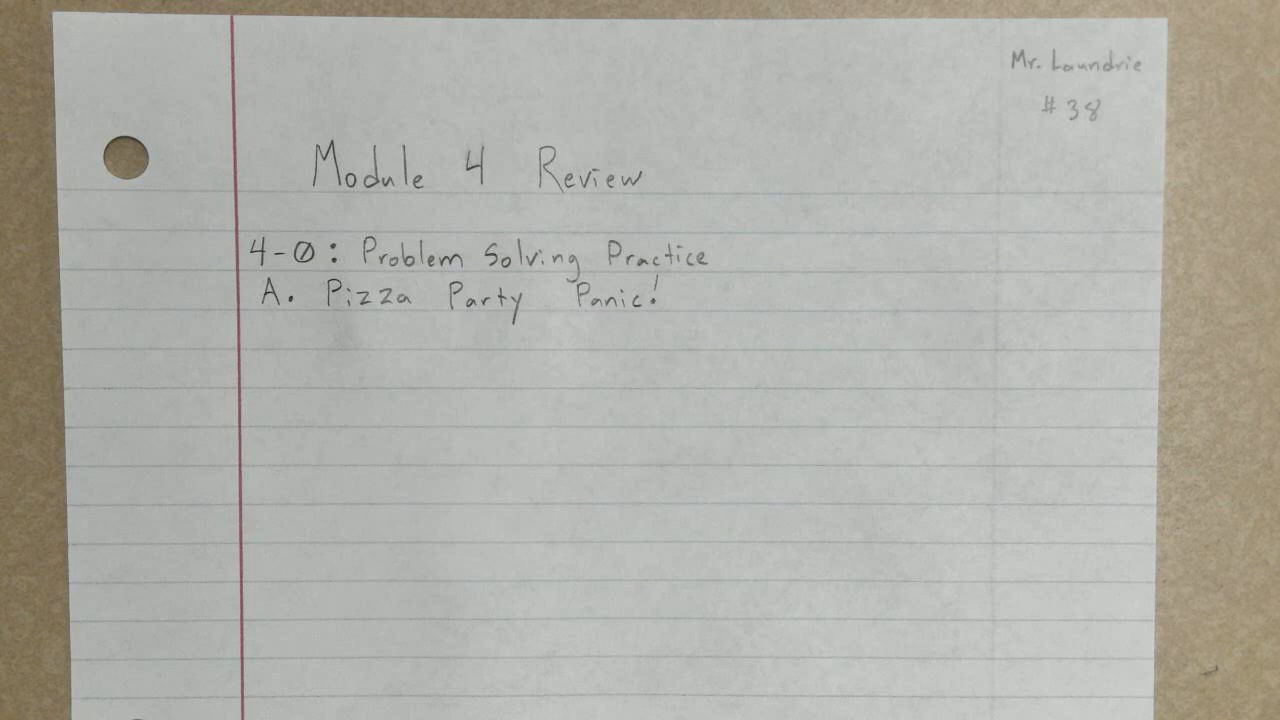 Mr. Laundrie
#38
Module 4 Review
4-0: Problem Solving Practice
A. Pizza Party Panic!